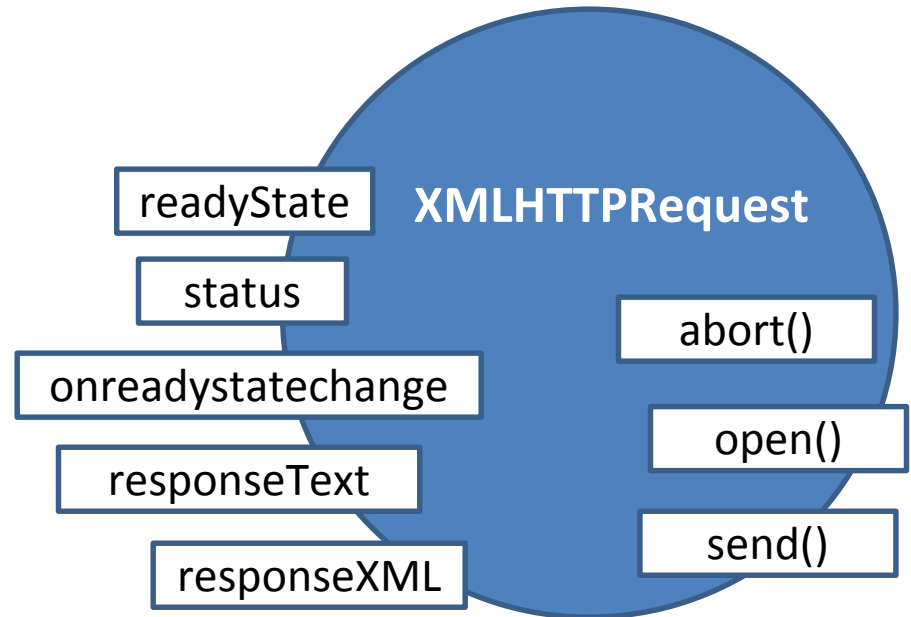 XMLHTTPRequest
readyState
status
onreadystatechange
responseText
responseXML
abort()
open()
send()